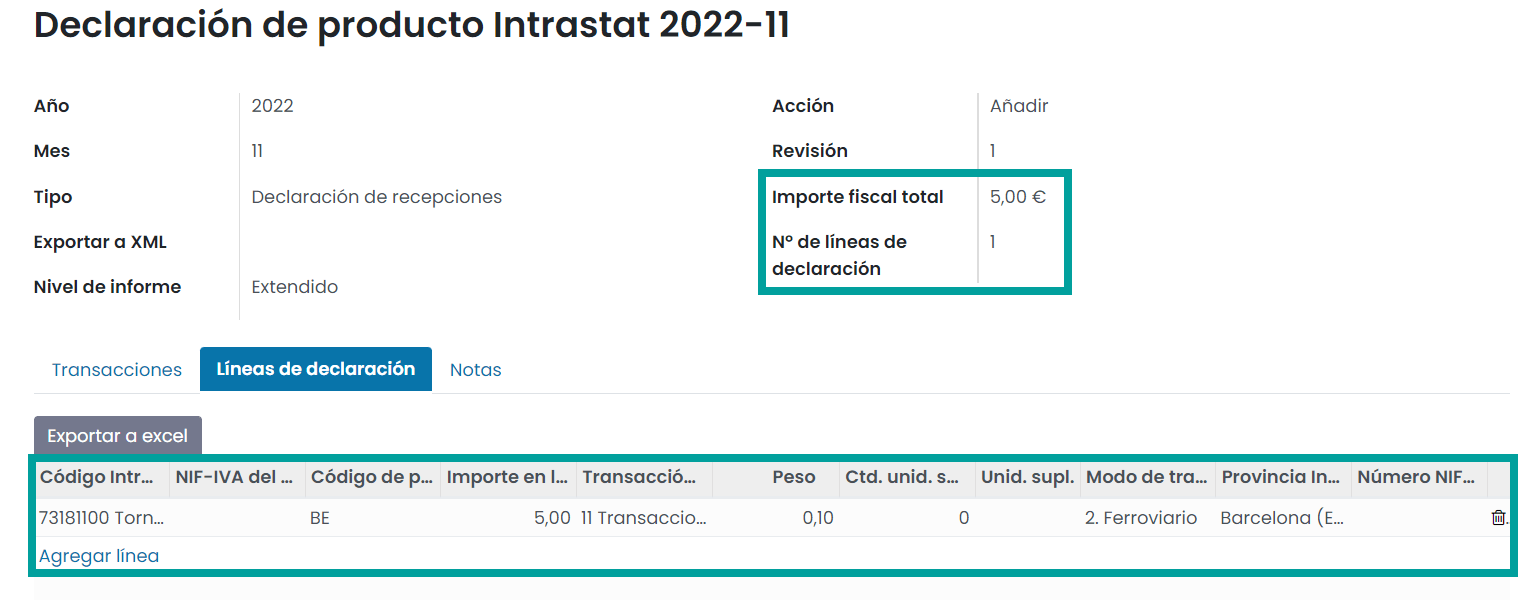 Declaración de producto Intrastat 2022-11
Año 2022
Acción Añadir
Mes 11
Revisión 1
Tipo Declaración de recepciones
Importe fiscal total 5,00 €
Exportar a XML
Nº de líneas de declaración 1
Nivel de informe Extendido
Transacciones Líneas de declaración Notas
Exportar a excel
Código Intr... NIF-IVA del ... Código de p... Importe en l... Transacció... Peso Ctd. unid. s... Unid. supl. Modo de tra... Provincia In... Número NIF...
73181100 Torn... BE 5,00 11 Transaccio... 0,10 0 2. Ferroviario Barcelona (E...
Agregar línea